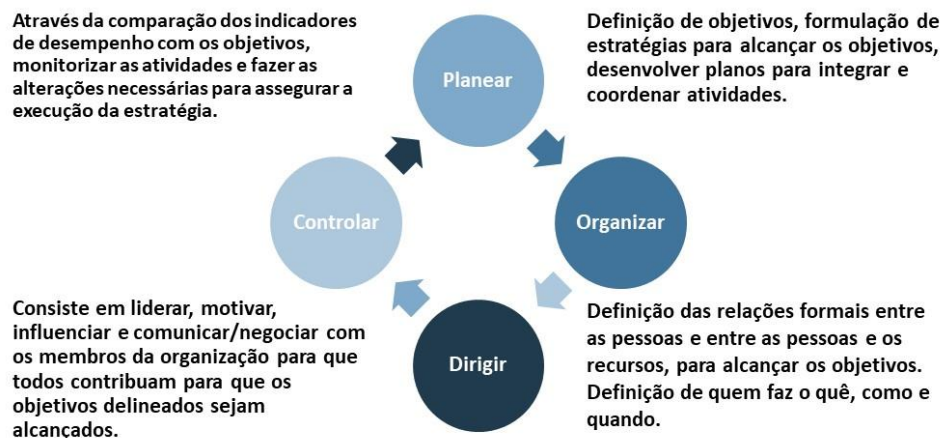 Através da comparação dos indicadores
de desempenho com os objetivos,
monitorizar as atividades e fazer as
alterações necessárias para assegurar a
execução da estratégia.
Planear
Definição de objetivos, formulação de
estratégias para alcançar os objetivos,
desenvolver planos para integrar e
coordenar atividades.
Controlar
Organizar
Consiste em liderar, motivar,
influenciar e comunicar/negociar com
os membros da organização para que
todos contribuam para que os
objetivos delineados sejam
alcançados.
Dirigir
Definição das relações formais entre
as pessoas e entre as pessoas e os
recursos, para alcançar os objetivos.
Definição de quem faz o quê, como e
quando.